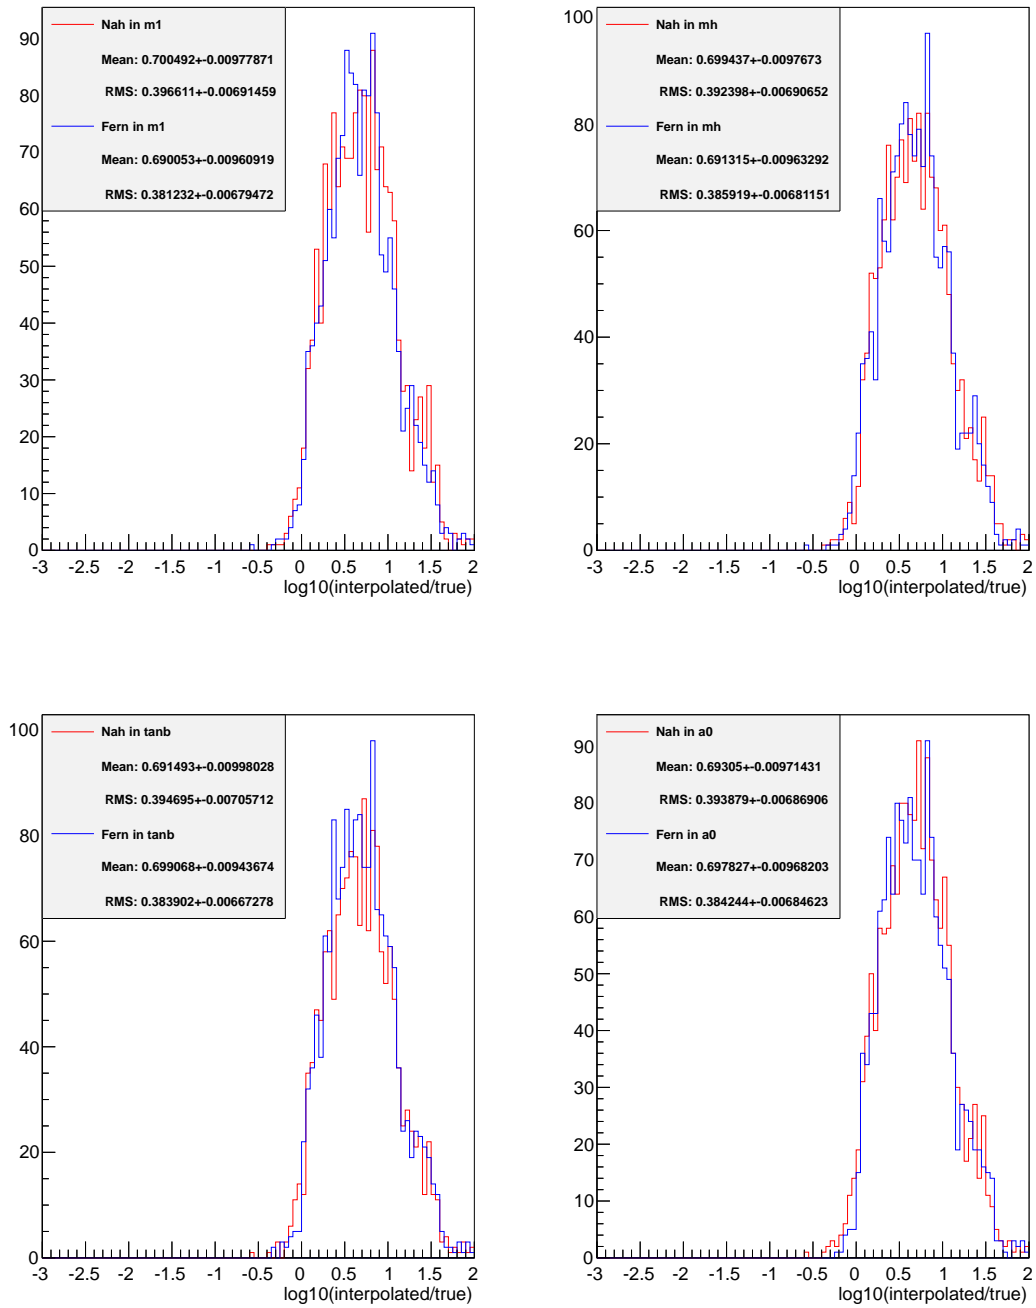 Nah in m1
Mean: 0.700492+-0.00977871
RMS: 0.396611+-0.00691459
Fern in m1
Mean: 0.690053+-0.00960919
RMS: 0.381232+-0.00679472
90
80
70
60
50
40
30
20
10
0
-3 -2.5 -2 -1.5 -1 -0.5 0 0.5 1 1.5 2
log10(interpolated/true)
Nah in mh
Mean: 0.699437+-0.0097673
RMS: 0.392398+-0.00690652
Fern in mh
Mean: 0.691315+-0.00963292
RMS: 0.385919+-0.00681151
100
80
60
40
20
0
-3 -2.5 -2 -1.5 -1 -0.5 0 0.5 1 1.5 2
log10(interpolated/true)
Nah in tanb
Mean: 0.691493+-0.00998028
RMS: 0.394695+-0.00705712
Fern in tanb
Mean: 0.699068+-0.00943674
RMS: 0.383902+-0.00667278
100
80
60
40
20
0
-3 -2.5 -2 -1.5 -1 -0.5 0 0.5 1 1.5 2
log10(interpolated/true)
Nah in a0
Mean: 0.69305+-0.00971431
RMS: 0.393879+-0.00686906
Fern in a0
Mean: 0.697827+-0.00968203
RMS: 0.384244+-0.00684623
90
80
70
60
50
40
30
20
10
0
-3 -2.5 -2 -1.5 -1 -0.5 0 0.5 1 1.5 2
log10(interpolated/true)